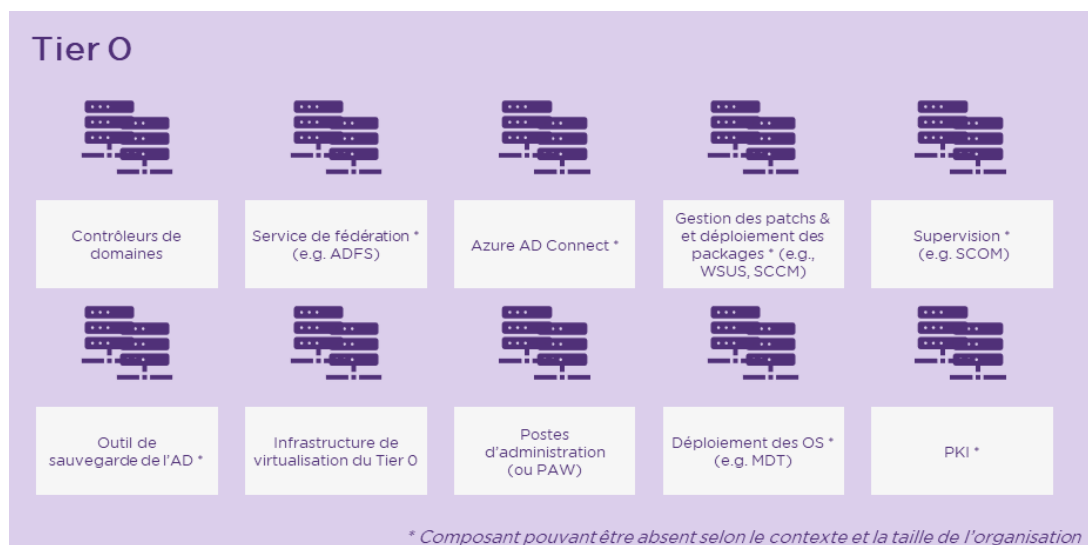 Tier 0
Contrôleurs de
domaines
Service de fédération *
(e.g. ADFS)
Azure AD Connect *
Gestion des patchs &
et déploiement des
packages * (e.g.,
WSUS, SCCM)
Supervision *
(e.g. SCOM)
Outil de
sauvegarde de l'AD *
Infrastructure de
virtualisation du Tier 0
Postes
d'administration
(ou PAW)
Déploiement des OS *
(e.g. MDT)
PKI *
* Composant pouvant être absent selon le contexte et la taille de l'organisation